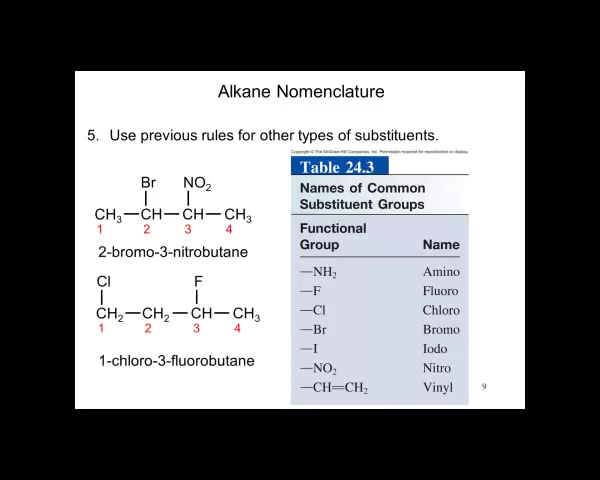 Alkane Nomenclature
5. Use previous rules for other types of substituents.
Br NO2
CH3—CH—CH—CH3
1 2 3 4
2-bromo-3-nitrobutane
Cl F
CH2—CH2—CH—CH3
1 2 3 4
1-chloro-3-fluorobutane
Copyright © The McGraw-Hill Companies, Inc. Permission required for reproduction or display.
Table 24.3
Names of Common
Substituent Groups
Functional
Group Name
—NH2 Amino
—F Fluoro
—Cl Chloro
—Br Bromo
—I Iodo
—NO2 Nitro
—CH=CH2 Vinyl
9